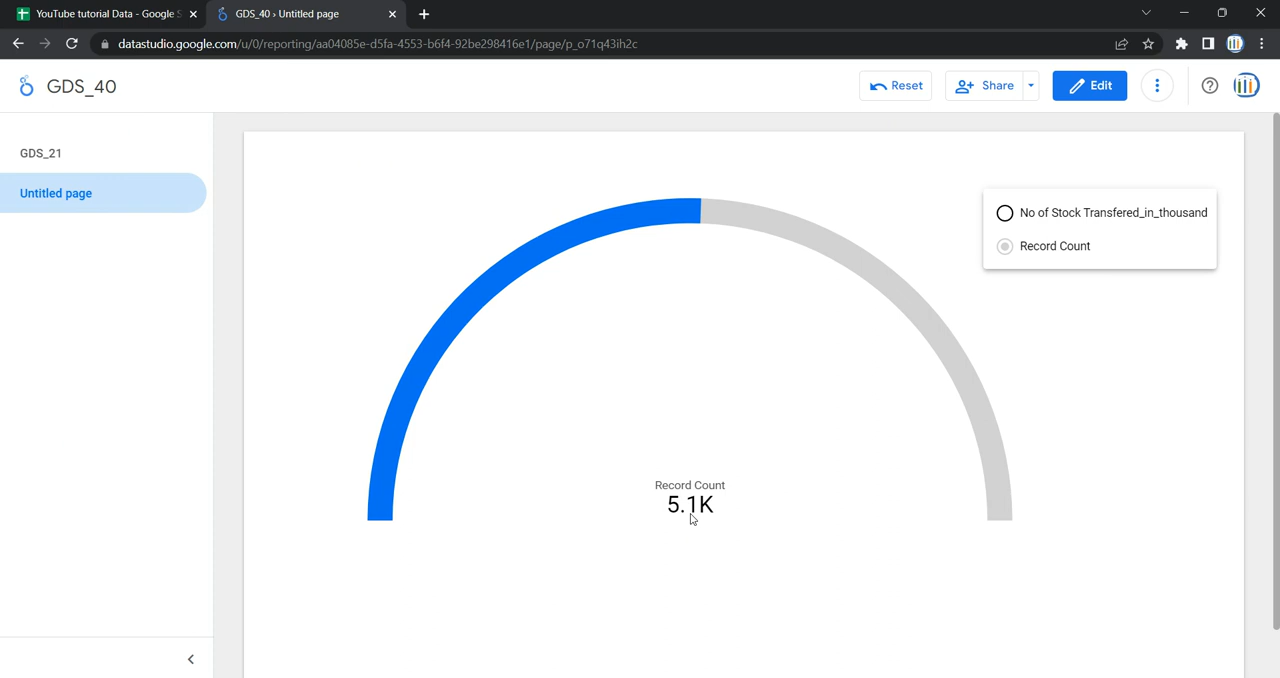 YouTube tutorial Data - Google S
GDS_40 › Untitled page
datastudio.google.com/u/0/reporting/aa04085e-d5fa-4553-b6f4-92be298416e1/page/p_o71q43ih2c
GDS_40
Reset
Share
Edit
GDS_21
Untitled page
No of Stock Transfered_in_thousand
Record Count
Record Count
5.1K